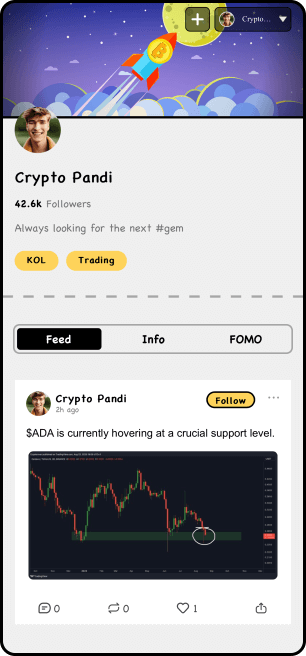 Crypto...
Crypto Pandi
42.6k Followers
Always looking for the next #gem
KOL
Trading
Feed
Info
FOMO
Crypto Pandi
2h ago
Follow
$ADA is currently hovering at a crucial support level.
0
0
1